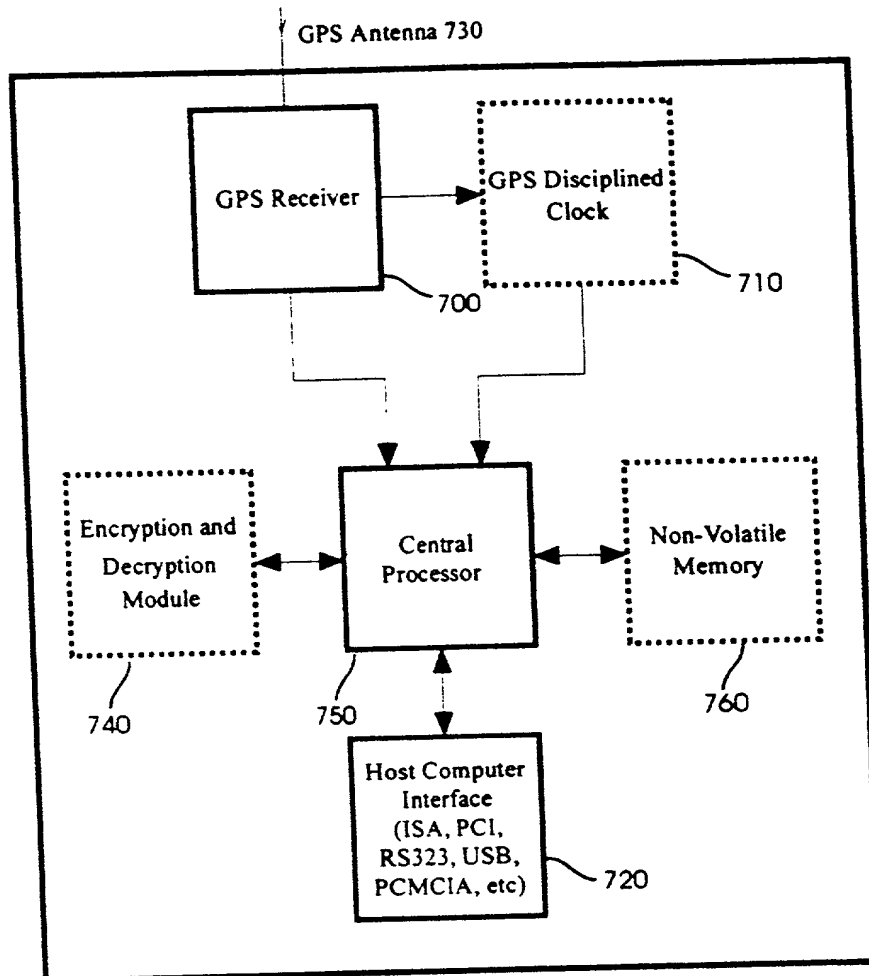 GPS Antenna 730
GPS Receiver
GPS Disciplined
Clock
700
710
Encryption and
Decryption
Module
Central
Processor
Non-Volatile
Memory
740
750
760
Host Computer
Interface
(ISA, PCI,
RS323, USB,
PCMCIA, etc)
720